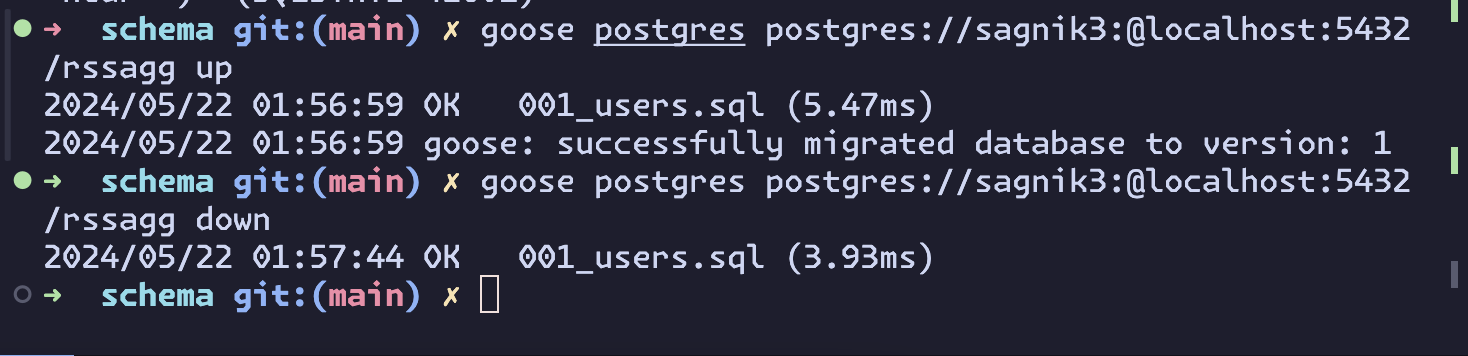 ➜  schema git:(main) ✗ goose postgres postgres://sagnik3:@localhost:5432
/rssagg up
2024/05/22 01:56:59 OK   001_users.sql (5.47ms)
2024/05/22 01:56:59 goose: successfully migrated database to version: 1
➜  schema git:(main) ✗ goose postgres postgres://sagnik3:@localhost:5432
/rssagg down
2024/05/22 01:57:44 OK   001_users.sql (3.93ms)
➜  schema git:(main) ✗